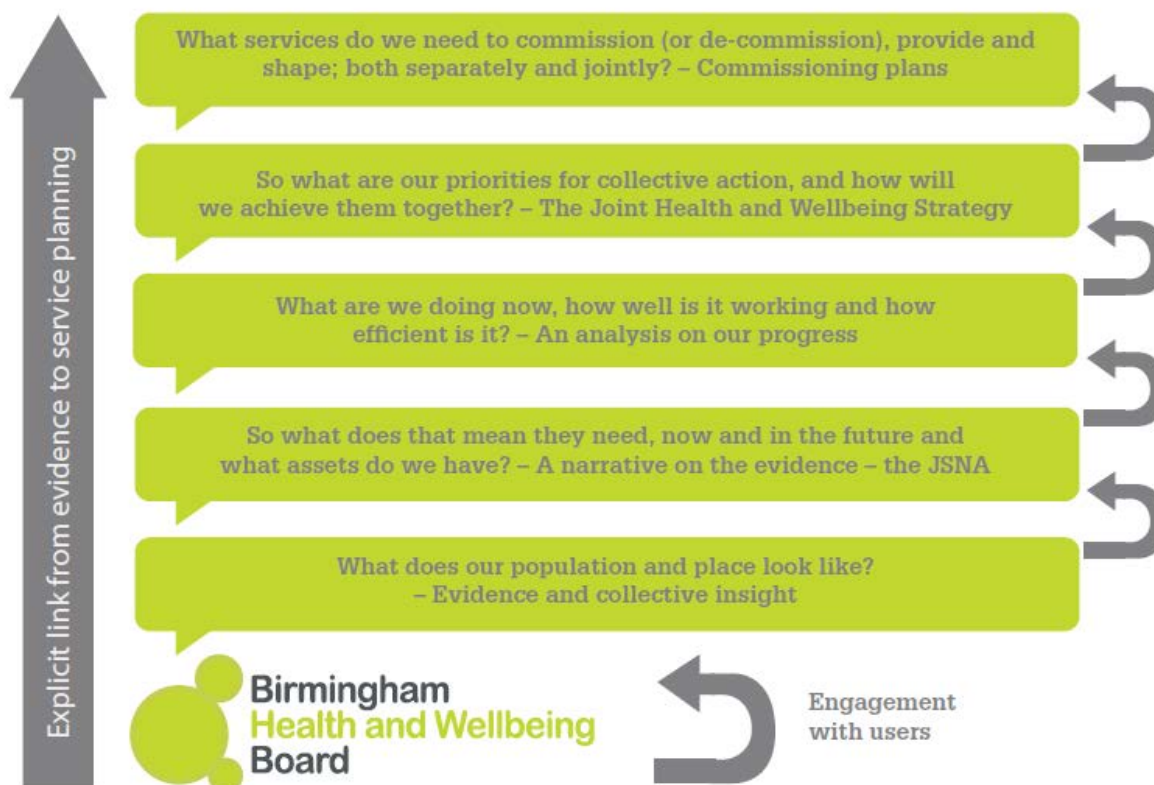 What services do we need to commission (or de-commission), provide and
shape; both separately and jointly? – Commissioning plans
So what are our priorities for collective action, and how will
we achieve them together? – The Joint Health and Wellbeing Strategy
What are we doing now, how well is it working and how
efficient is it? – An analysis on our progress
So what does that mean they need, now and in the future and
what assets do we have? – A narrative on the evidence – the JSNA
What does our population and place look like?
– Evidence and collective insight
Explicit link from evidence to service planning
Birmingham
Health and Wellbeing
Board
Engagement
with users